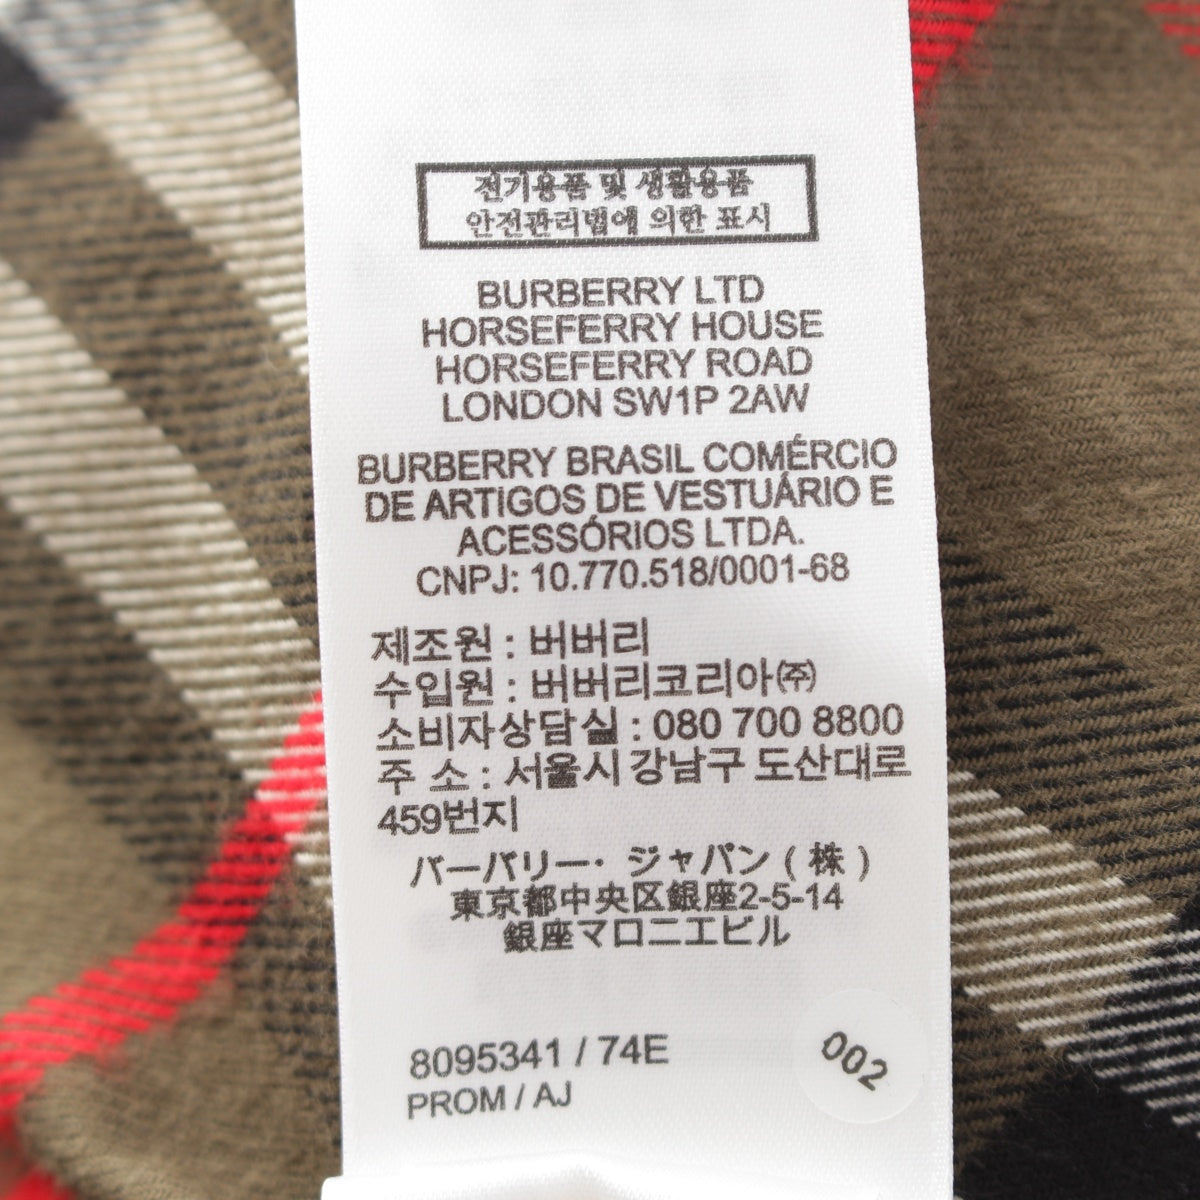 전기용품 및 생활용품
안전관리법에 의한 표시
BURBERRY LTD
HORSEFERRY HOUSE
HORSEFERRY ROAD
LONDON SW1P 2AW
BURBERRY BRASIL COMÉRCIO
DE ARTIGOS DE VESTUÁRIO E
ACESSÓRIOS LTDA.
CNPJ: 10.770.518/0001-68
제조원 : 버버리
수입원 : 버버리코리아㈜
소비자상담실 : 080 700 8800
주 소 : 서울시 강남구 도산대로
459번지
バーバリー・ジャパン ( 株 )
東京都中央区銀座2-5-14
銀座マロニエビル
8095341 / 74E
PROM / AJ
002